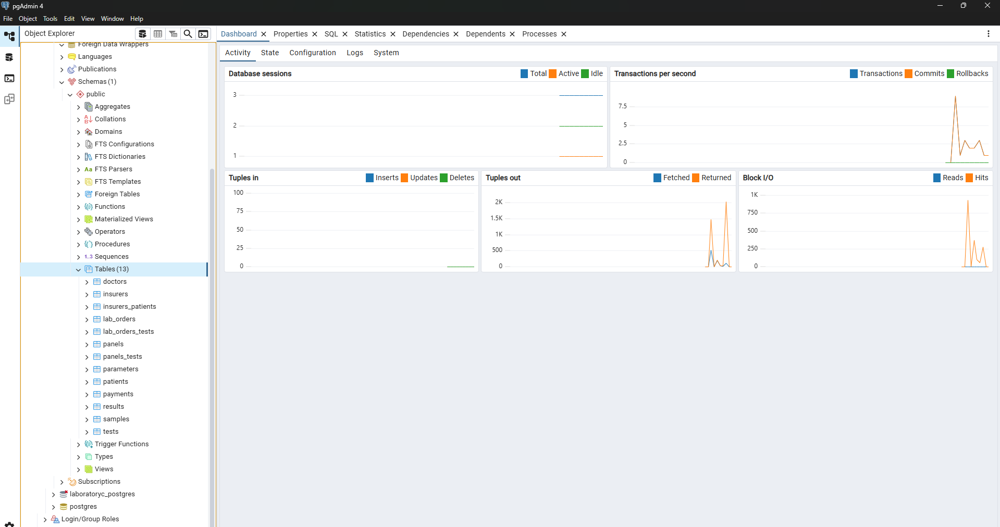 pgAdmin 4
File Object Tools Edit View Window Help
Object Explorer
Dashboard Properties SQL Statistics Dependencies Dependents Processes
Activity State Configuration Logs System
Foreign Data Wrappers
Languages
Publications
Schemas (1)
public
Aggregates
Collations
Domains
FTS Configurations
FTS Dictionaries
Aa FTS Parsers
FTS Templates
Foreign Tables
Functions
Materialized Views
Operators
Procedures
1..3 Sequences
Tables (13)
doctors
insurers
insurers_patients
lab_orders
lab_orders_tests
panels
panels_tests
parameters
patients
payments
results
samples
tests
Trigger Functions
Types
Views
Subscriptions
laboratoryc_postgres
postgres
Login/Group Roles
Database sessions Total Active Idle
3
2
1
Transactions per second Transactions Commits Rollbacks
7.5
5
2.5
0
Tuples in Inserts Updates Deletes
100
75
50
25
0
Tuples out Fetched Returned
2K
1.5K
1K
500
0
Block I/O Reads Hits
1K
750
500
250
0